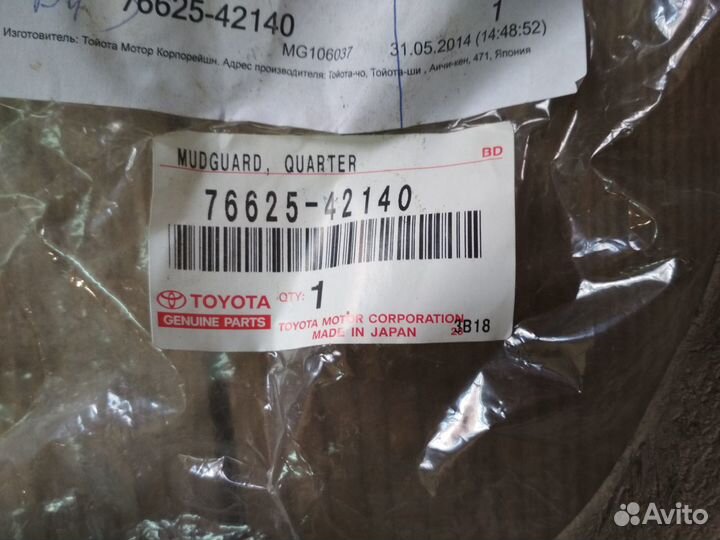 76625-42140
1
MG106037
31.05.2014 (14:48:52)
Изготовитель: Тойота Мотор Корпорейшн. Адрес производителя: Тойота-чо, Тойота-ши , Аичи-кен, 471, Япония
MUDGUARD, QUARTER
BD
76625-42140
TOYOTA
GENUINE PARTS
QTY: 1
TOYOTA MOTOR CORPORATION
MADE IN JAPAN
3B18
Avito